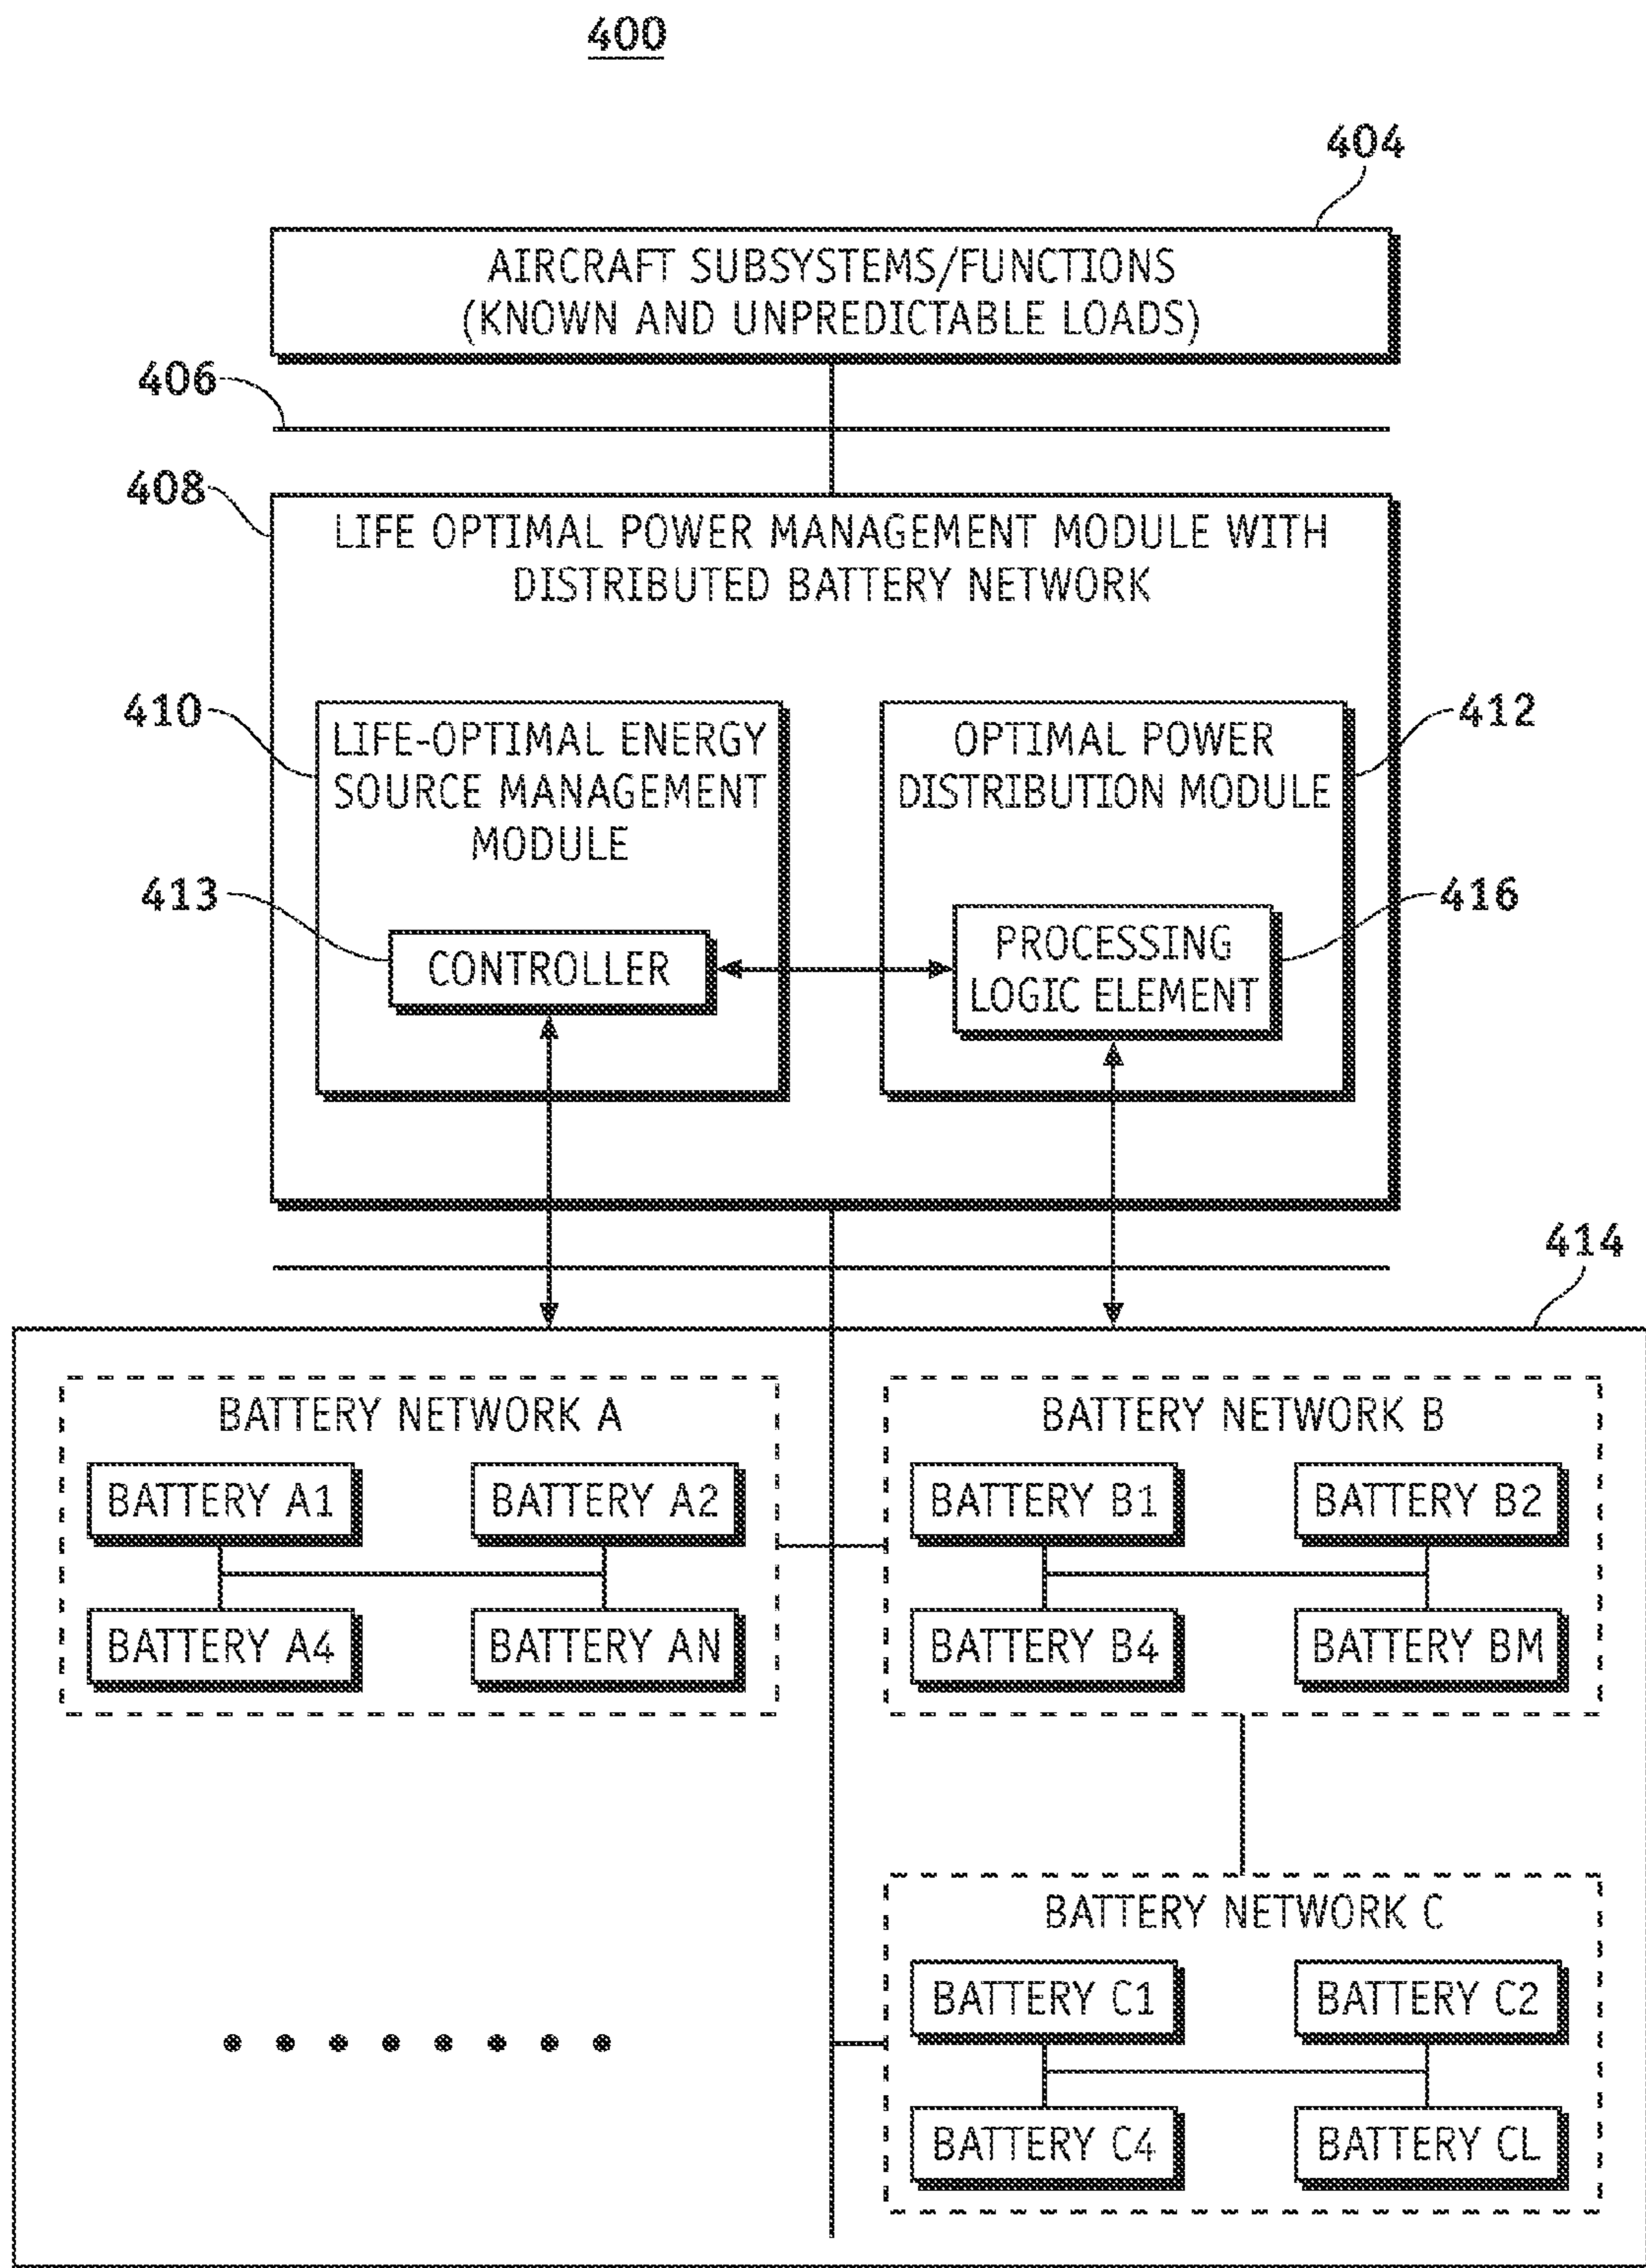 400
404
AIRCRAFT SUBSYSTEMS/FUNCTIONS
(KNOWN AND UNPREDICTABLE LOADS)
406
408
LIFE OPTIMAL POWER MANAGEMENT MODULE WITH
DISTRIBUTED BATTERY NETWORK
410
LIFE-OPTIMAL ENERGY
SOURCE MANAGEMENT
MODULE
OPTIMAL POWER
DISTRIBUTION MODULE
412
413
CONTROLLER
PROCESSING
LOGIC ELEMENT
416
414
BATTERY NETWORK A
BATTERY A1
BATTERY A2
BATTERY A4
BATTERY AN
BATTERY NETWORK B
BATTERY B1
BATTERY B2
BATTERY B4
BATTERY BM
BATTERY NETWORK C
BATTERY C1
BATTERY C2
BATTERY C4
BATTERY CL